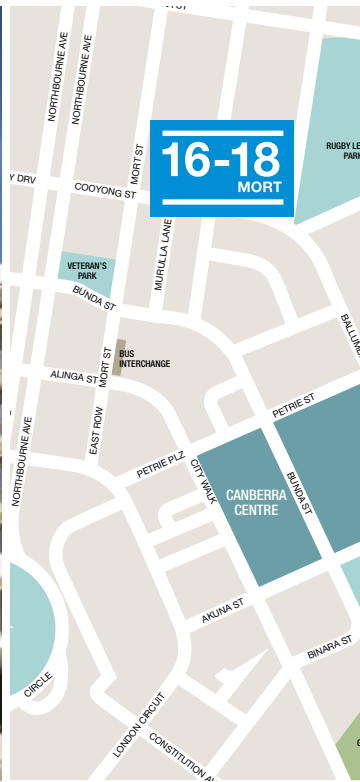 NORTHBOURNE AVE
NORTHBOURNE AVE
MORT ST
16-18
MORT
RUGBY LE
PARK
Y DRV
COOYONG ST
MURULLA LANE
VETERAN'S
PARK
BUNDA ST
BUS
INTERCHANGE
MORT ST
ALINGA ST
BALLUMB
PETRIE ST
EAST ROW
NORTHBOURNE AVE
PETRIE PLZ
CITY WALK
CANBERRA
CENTRE
BUNDA ST
AKUNA ST
BINARA ST
CIRCLE
LONDON CIRCUIT
CONSTITUTION AV